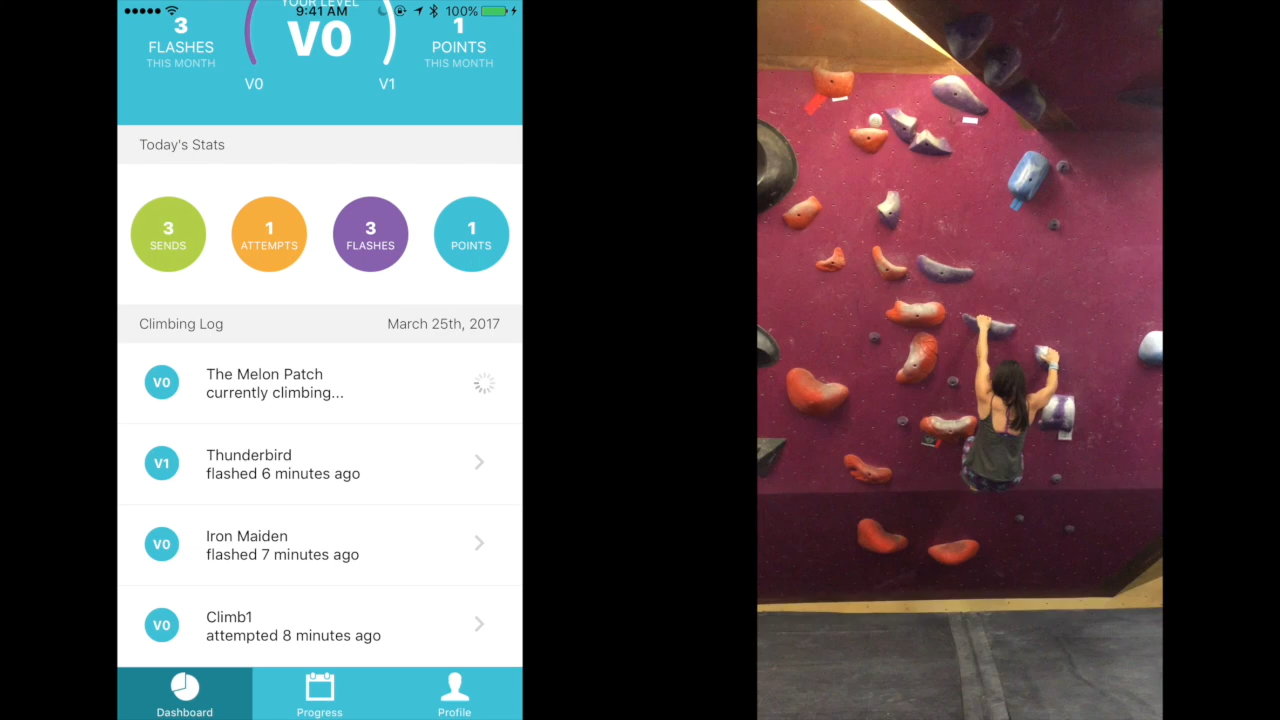 9:41 AM
100%
YOUR LEVEL
3
FLASHES
THIS MONTH
V0
1
POINTS
THIS MONTH
V0
V1
Today's Stats
3
SENDS
1
ATTEMPTS
3
FLASHES
1
POINTS
Climbing Log
March 25th, 2017
V0
The Melon Patch
currently climbing...
V1
Thunderbird
flashed 6 minutes ago
V0
Iron Maiden
flashed 7 minutes ago
V0
Climb1
attempted 8 minutes ago
Dashboard
Progress
Profile